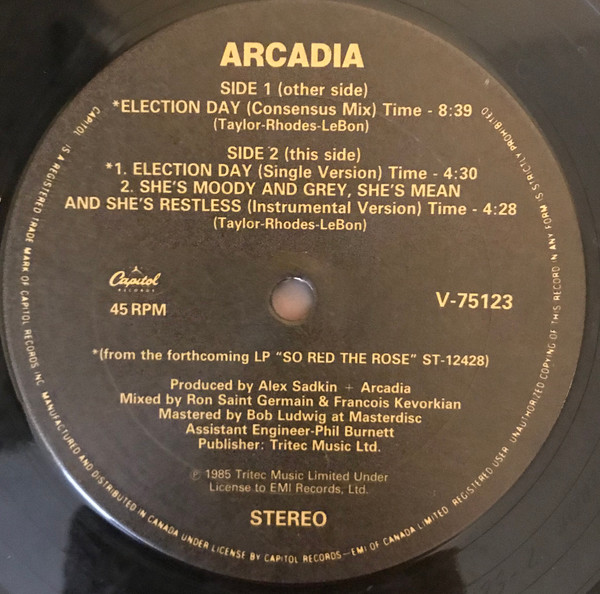 ARCADIA
SIDE 1 (other side)
*ELECTION DAY (Consensus Mix) Time - 8:39
(Taylor-Rhodes-LeBon)
SIDE 2 (this side)
*1. ELECTION DAY (Single Version) Time - 4:30
2. SHE'S MOODY AND GREY, SHE'S MEAN
AND SHE'S RESTLESS (Instrumental Version) Time - 4:28
(Taylor-Rhodes-LeBon)
Capitol
RECORDS
45 RPM
V-75123
*(from the forthcoming LP "SO RED THE ROSE" ST-12428)
Produced by Alex Sadkin + Arcadia
Mixed by Ron Saint Germain & Francois Kevorkian
Mastered by Bob Ludwig at Masterdisc
Assistant Engineer-Phil Burnett
Publisher: Tritec Music Ltd.
℗ 1985 Tritec Music Limited Under
License to EMI Records, Ltd.
STEREO
CAPITOL IS A REGISTERED TRADE MARK OF CAPITOL RECORDS, INC. MANUFACTURED AND DISTRIBUTED IN CANADA UNDER LICENSE BY CAPITOL RECORDS—EMI OF CANADA LIMITED REGISTERED USER UNAUTHORIZED COPYING OF THIS RECORD IN ANY FORM IS STRICTLY PROHIBITED